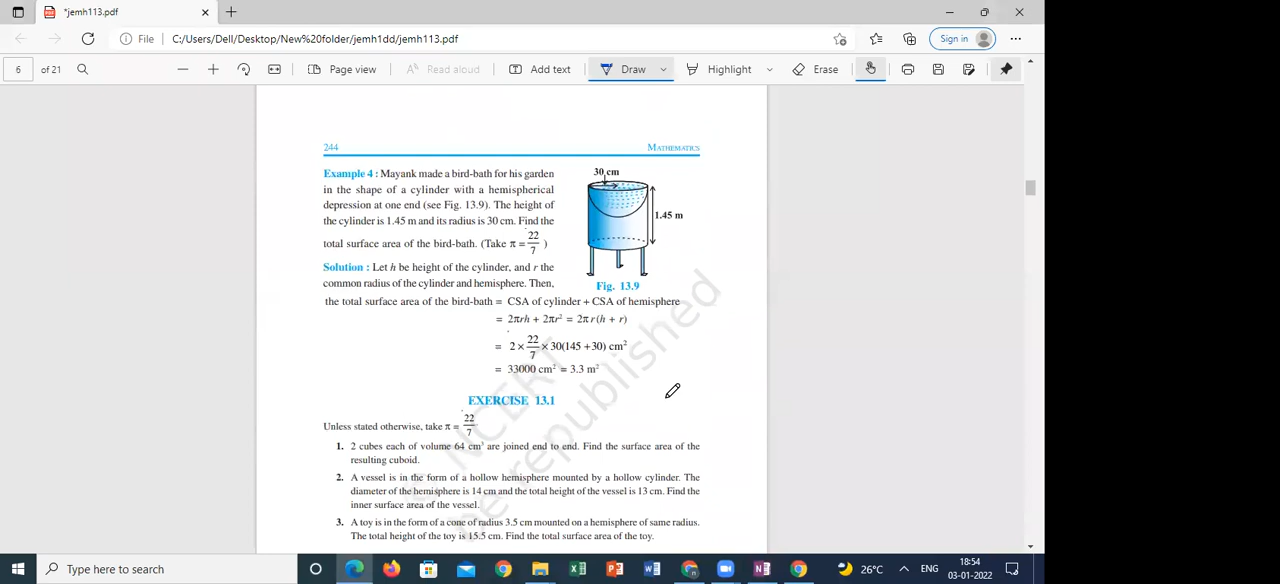 *jemh113.pdf
File C:/Users/Dell/Desktop/New%20folder/jemh1dd/jemh113.pdf Sign in
6 of 21 Page view Read aloud Add text Draw Highlight Erase
244 MATHEMATICS
Example 4 : Mayank made a bird-bath for his garden
in the shape of a cylinder with a hemispherical
depression at one end (see Fig. 13.9). The height of
the cylinder is 1.45 m and its radius is 30 cm. Find the
total surface area of the bird-bath. (Take π = 22/7 )
30 cm
1.45 m
Fig. 13.9
Solution : Let h be height of the cylinder, and r the
common radius of the cylinder and hemisphere. Then,
the total surface area of the bird-bath = CSA of cylinder + CSA of hemisphere
= 2πrh + 2πr² = 2π r(h + r)
= 2 × 22/7 × 30(145 + 30) cm²
= 33000 cm² = 3.3 m²
EXERCISE 13.1
Unless stated otherwise, take π = 22/7
1. 2 cubes each of volume 64 cm³ are joined end to end. Find the surface area of the
resulting cuboid.
2. A vessel is in the form of a hollow hemisphere mounted by a hollow cylinder. The
diameter of the hemisphere is 14 cm and the total height of the vessel is 13 cm. Find the
inner surface area of the vessel.
3. A toy is in the form of a cone of radius 3.5 cm mounted on a hemisphere of same radius.
The total height of the toy is 15.5 cm. Find the total surface area of the toy.
NCERT
be republished
Type here to search
26°C ENG 18:54
03-01-2022